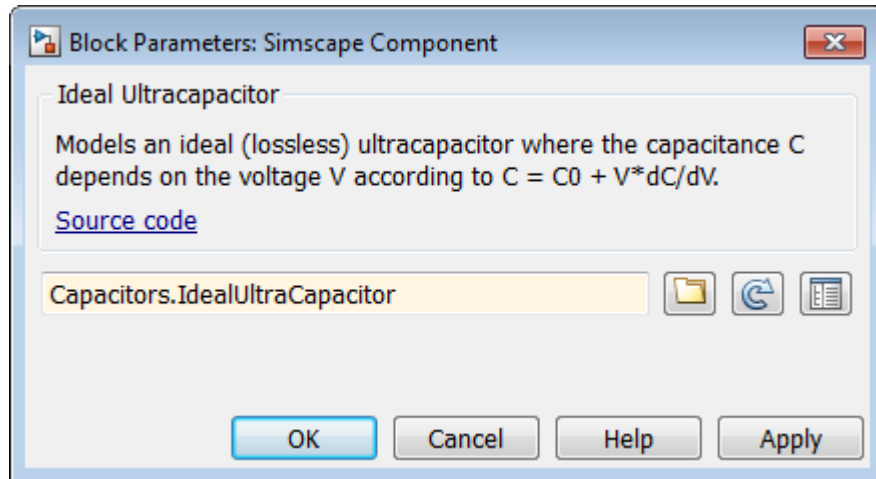 Block Parameters: Simscape Component
Ideal Ultracapacitor
Models an ideal (lossless) ultracapacitor where the capacitance C
depends on the voltage V according to C = C0 + V*dC/dV.
Source code
Capacitors.IdealUltraCapacitor
OK Cancel Help Apply